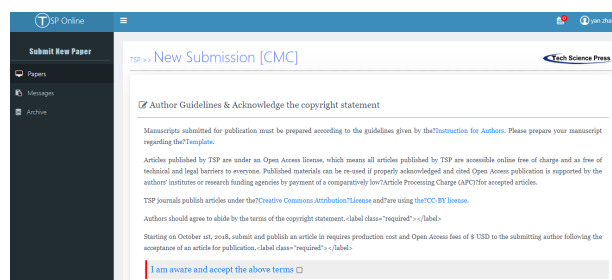 TSP Online
yan zha
Submit New Paper
TSP >> New Submission [CMC]
Tech Science Press
Papers
Messages
Archive
Author Guidelines & Acknowledge the copyright statement
Manuscripts submitted for publication must be prepared according to the guidelines given by the?Instruction for Authors. Please prepare your manuscript
regarding the?Template.
Articles published by TSP are under an Open Access license, which means all articles published by TSP are accessible online free of charge and as free of
technical and legal barriers to everyone. Published materials can be re-used if properly acknowledged and cited Open Access publication is supported by the
authors' institutes or research funding agencies by payment of a comparatively low?Article Processing Charge (APC)?for accepted articles.
TSP journals publish articles under the?Creative Commons Attribution?License and?are using the?CC-BY license.
Authors should agree to abide by the terms of the copyright statement.<label class="required"></label>
Starting on October 1st, 2018, submit and publish an article in requires production cost and Open Access fees of $ USD to the submitting author following the
acceptance of an article for publication.<label class="required"></label>
I am aware and accept the above terms